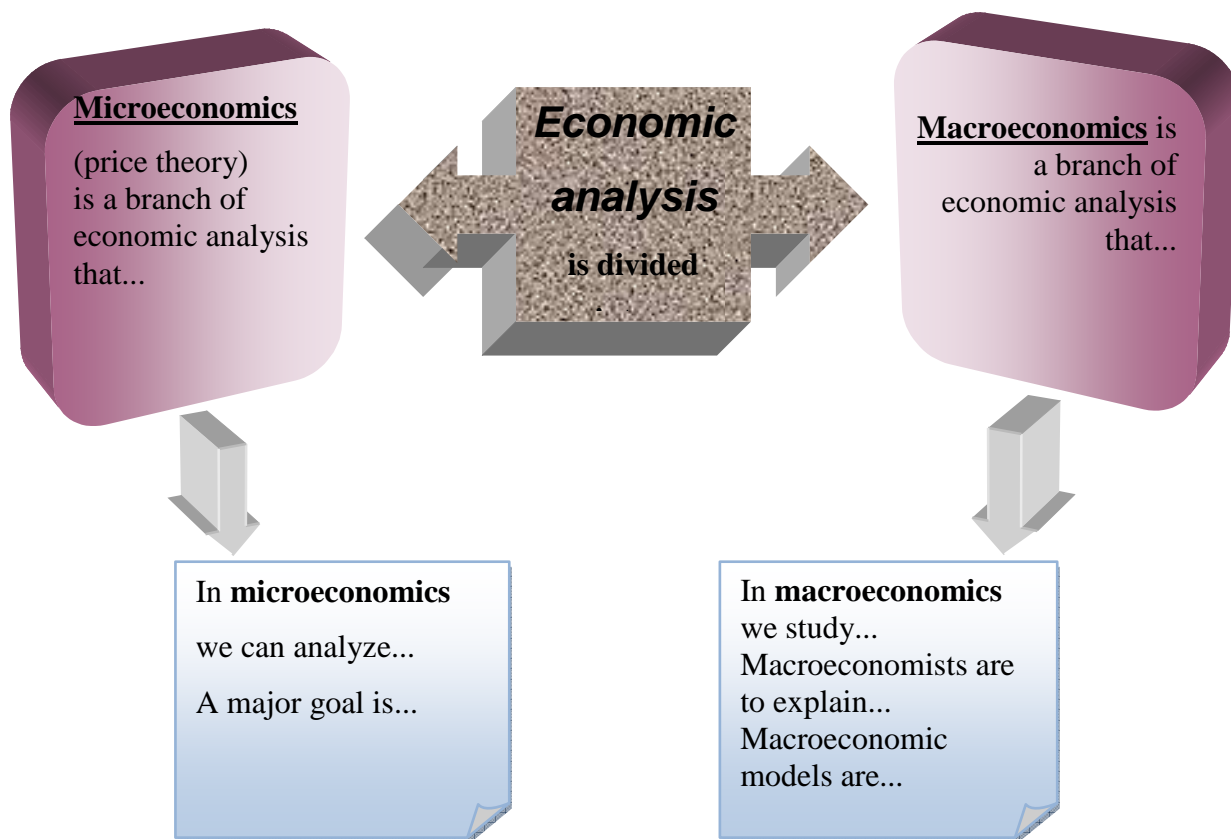 Microeconomics
(price theory)
is a branch of
economic analysis
that...
Economic
analysis
is divided
Macroeconomics is
a branch of
economic analysis
that...
In microeconomics
we can analyze...
A major goal is...
In macroeconomics
we study...
Macroeconomists are
to explain...
Macroeconomic
models are...